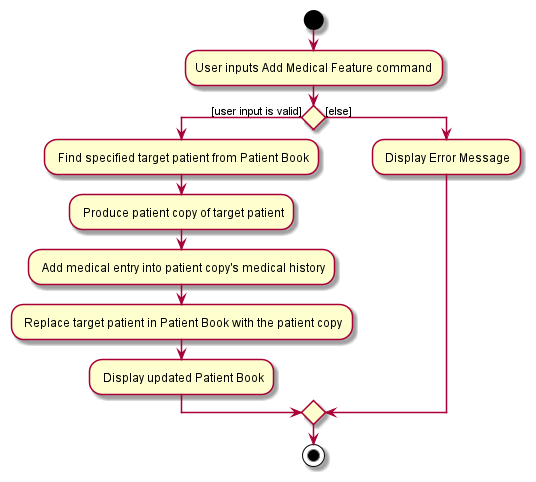 User inputs Add Medical Feature command
[user input is valid]
[else]
Find specified target patient from Patient Book
Display Error Message
Produce patient copy of target patient
Add medical entry into patient copy's medical history
Replace target patient in Patient Book with the patient copy
Display updated Patient Book